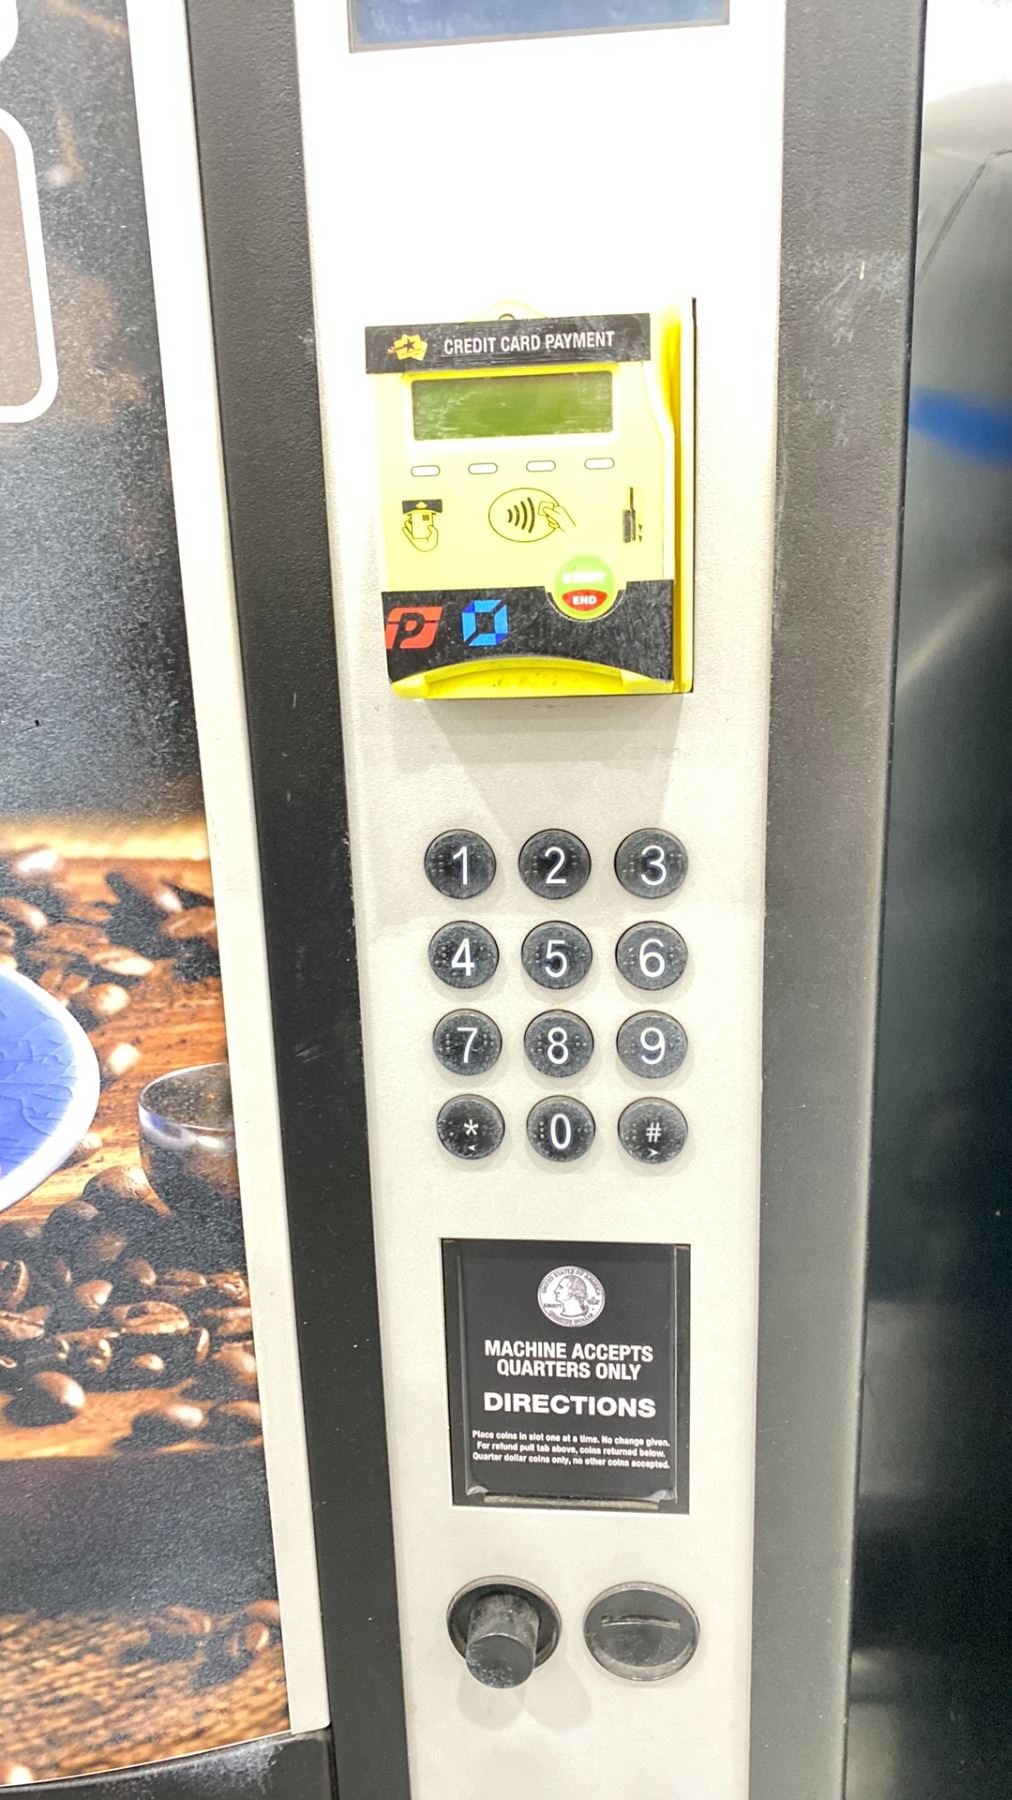 CREDIT CARD PAYMENT
START
END
P
1 2 3
4 5 6
7 8 9
* 0 #
< >
MACHINE ACCEPTS
QUARTERS ONLY
DIRECTIONS
Place coins in slot one at a time. No change given.
For refund pull tab above, coins returned below.
Quarter dollar coins only, no other coins accepted.